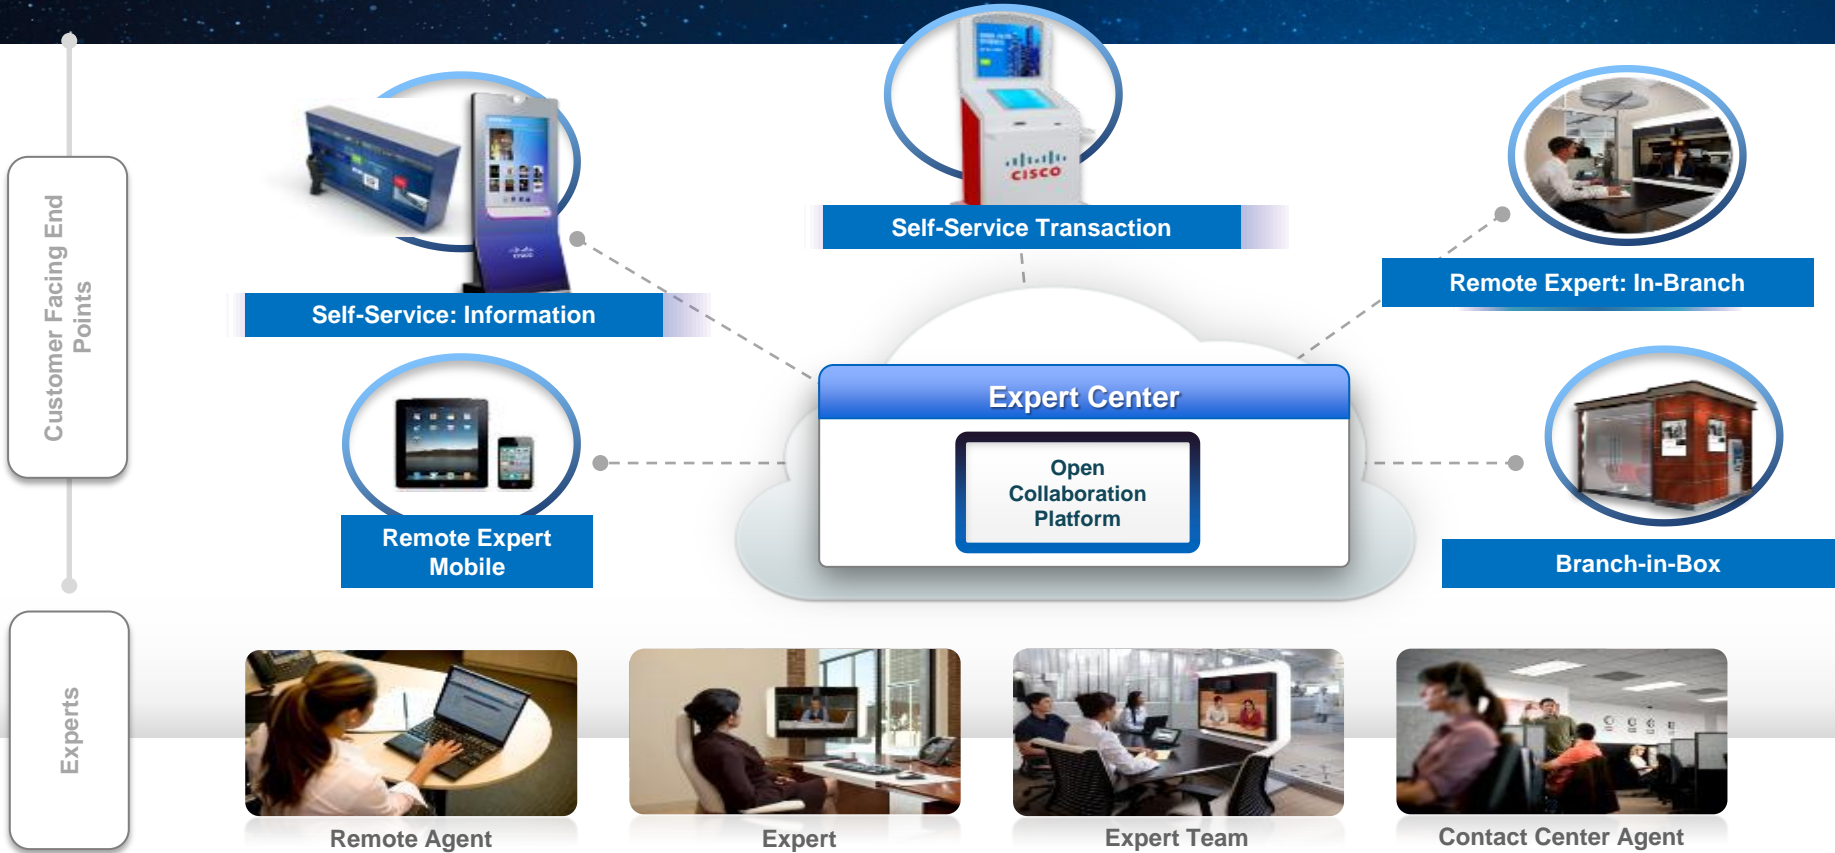 CISCO
Self-Service Transaction
Remote Expert: In-Branch
Self-Service: Information
Customer Facing End
Points
Expert Center
Open
Collaboration
Platform
Remote Expert
Mobile
Branch-in-Box
Experts
Remote Agent
Expert
Expert Team
Contact Center Agent